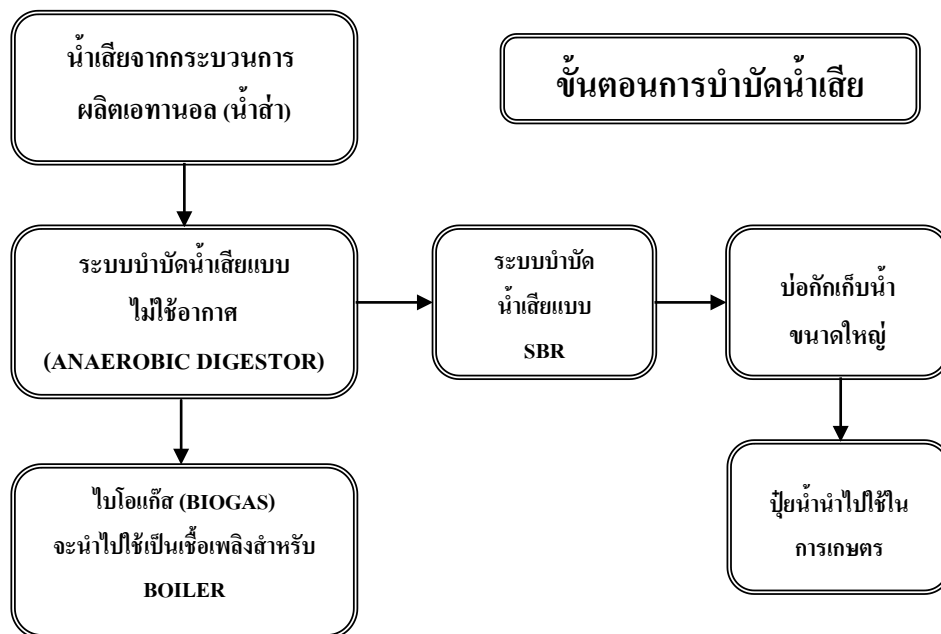 น้ำเสียจากกระบวนการ
ผลิตเอทานอล (น้ำส่า)
ขั้นตอนการบำบัดน้ำเสีย
ระบบบำบัดน้ำเสียแบบ
ไม่ใช้อากาศ
(ANAEROBIC DIGESTOR)
ระบบบำบัด
น้ำเสียแบบ
SBR
บ่อกักเก็บน้ำ
ขนาดใหญ่
ไบโอแก๊ส (BIOGAS)
จะนำไปใช้เป็นเชื้อเพลิงสำหรับ
BOILER
ปุ๋ยน้ำนำไปใช้ใน
การเกษตร